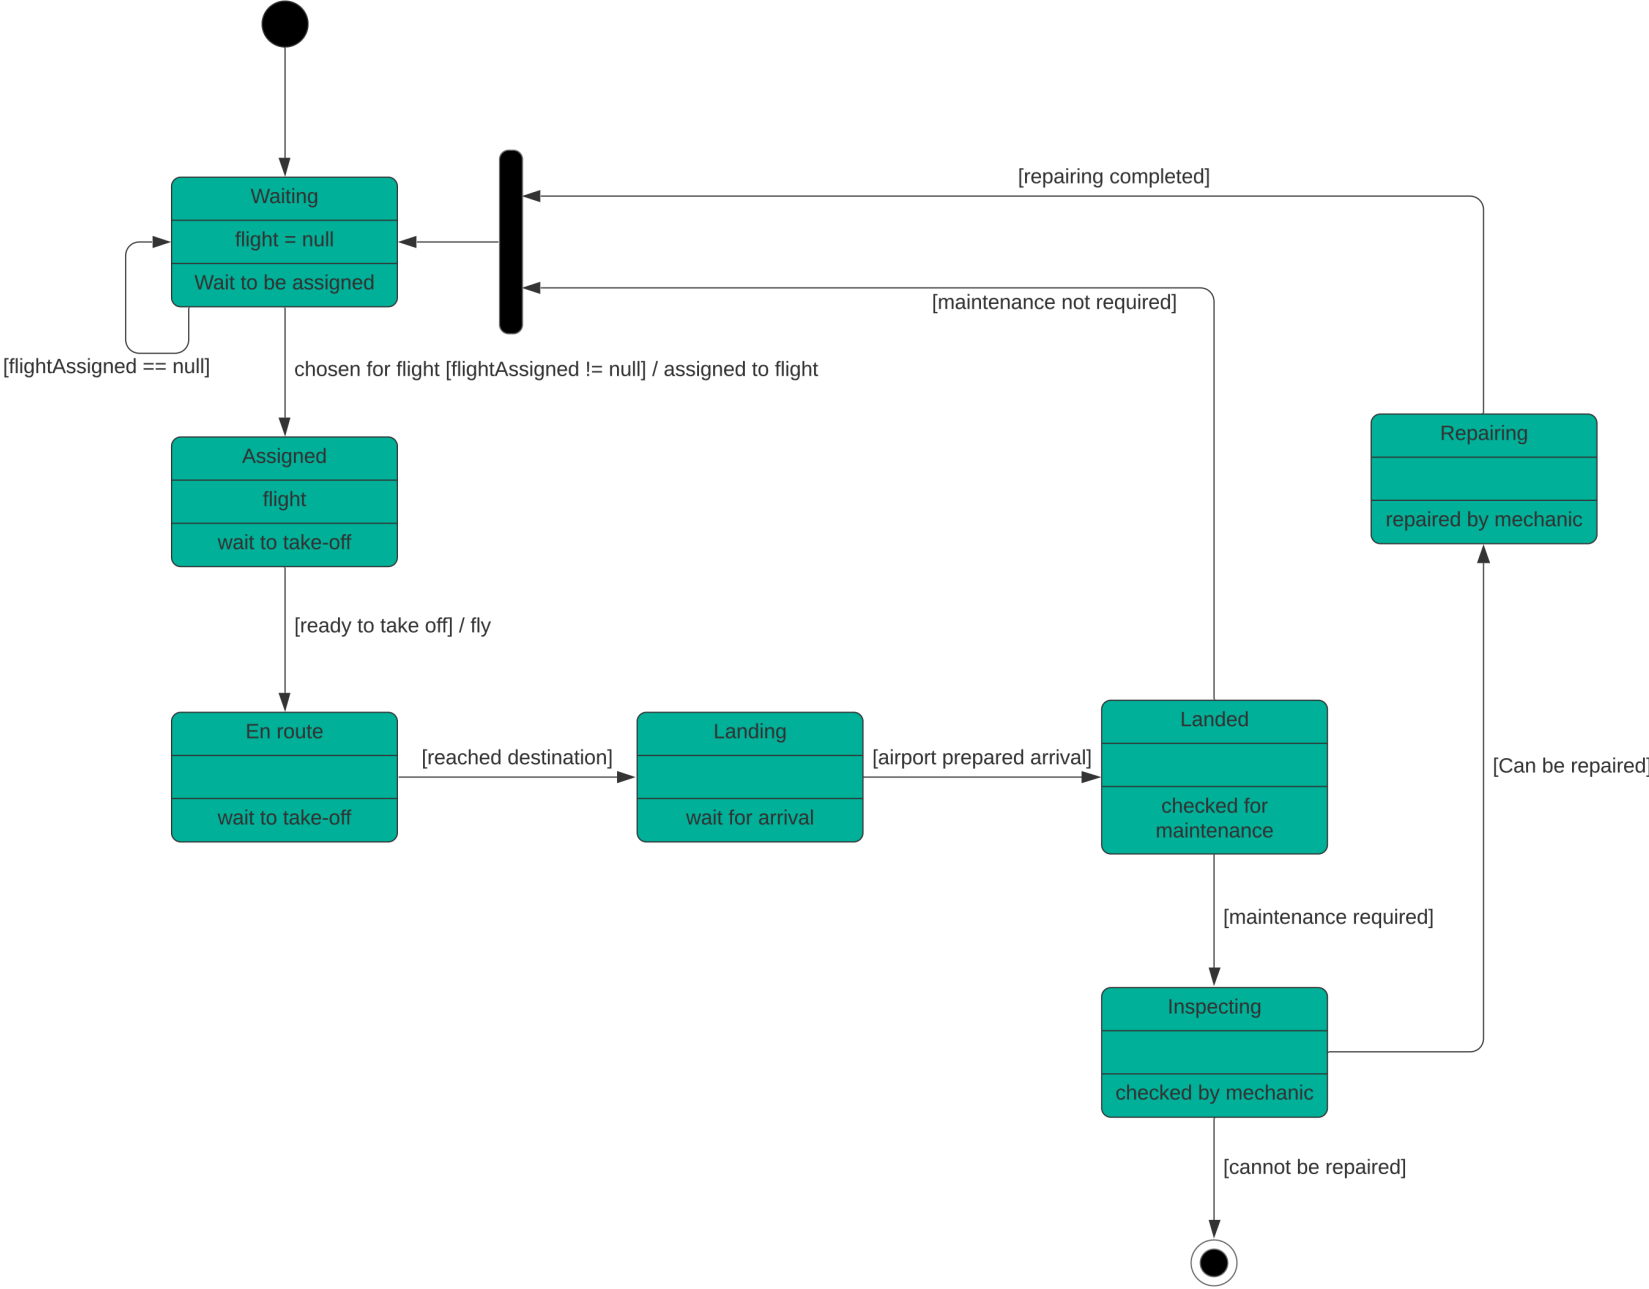 Waiting
flight = null
Wait to be assigned
[repairing completed]
[maintenance not required]
[flightAssigned == null]
chosen for flight [flightAssigned != null] / assigned to flight
Assigned
flight
wait to take-off
Repairing
repaired by mechanic
[ready to take off] / fly
En route
wait to take-off
[reached destination]
Landing
wait for arrival
[airport prepared arrival]
Landed
checked for
maintenance
[Can be repaired]
[maintenance required]
Inspecting
checked by mechanic
[cannot be repaired]